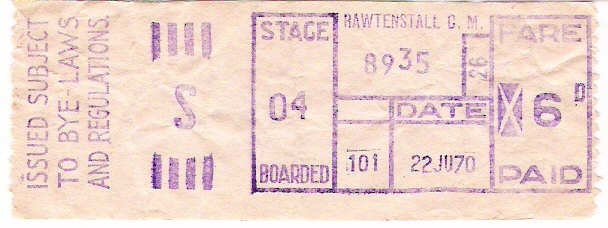 ISSUED SUBJECT
TO BYE-LAWS
AND REGULATIONS.
S
STAGE
04
BOARDED
RAWTENSTALL C. M.
8935
26
101
DATE
22JU70
FARE
6D
PAID